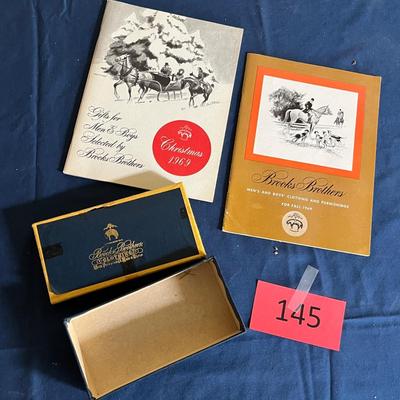 Gifts for
Men & Boys
Selected by
Brooks Brothers
Christmas
1969
Brooks Brothers
MEN'S AND BOYS' CLOTHING AND FURNISHINGS
FOR FALL 1969
Brooks Brothers
CLOTHING
145